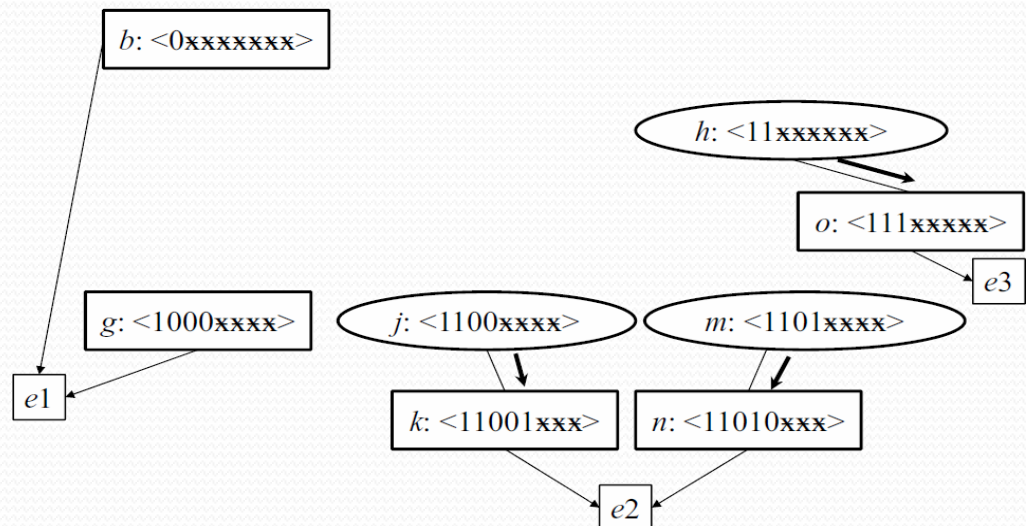 b: <0xxxxxxx>
h: <11xxxxxx>
o: <111xxxxx>
e3
g: <1000xxxx>
j: <1100xxxx>
m: <1101xxxx>
e1
k: <11001xxx>
n: <11010xxx>
e2